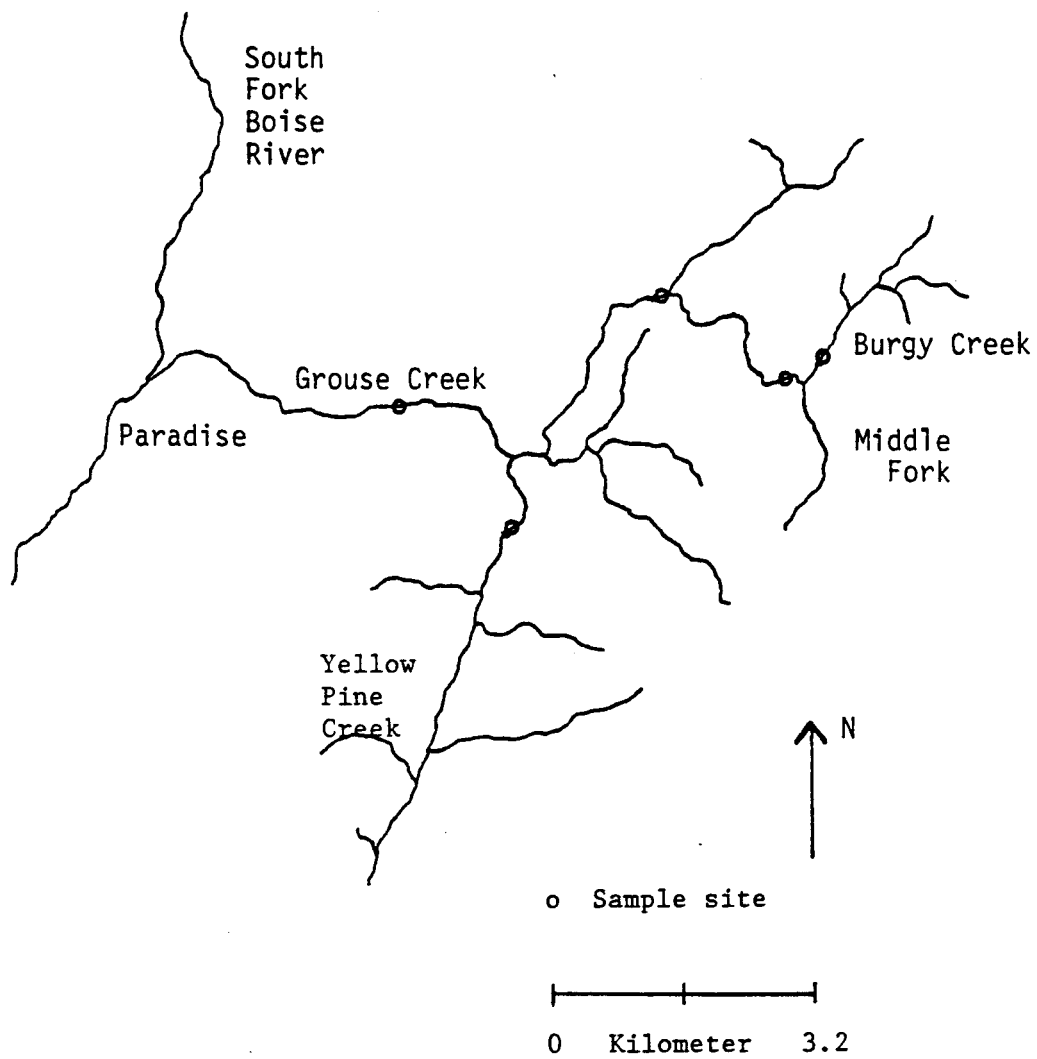 South
Fork
Boise
River
Burgy Creek
Grouse Creek
Paradise
Middle
Fork
Yellow
Pine
Creek
N
o Sample site
0 Kilometer 3.2